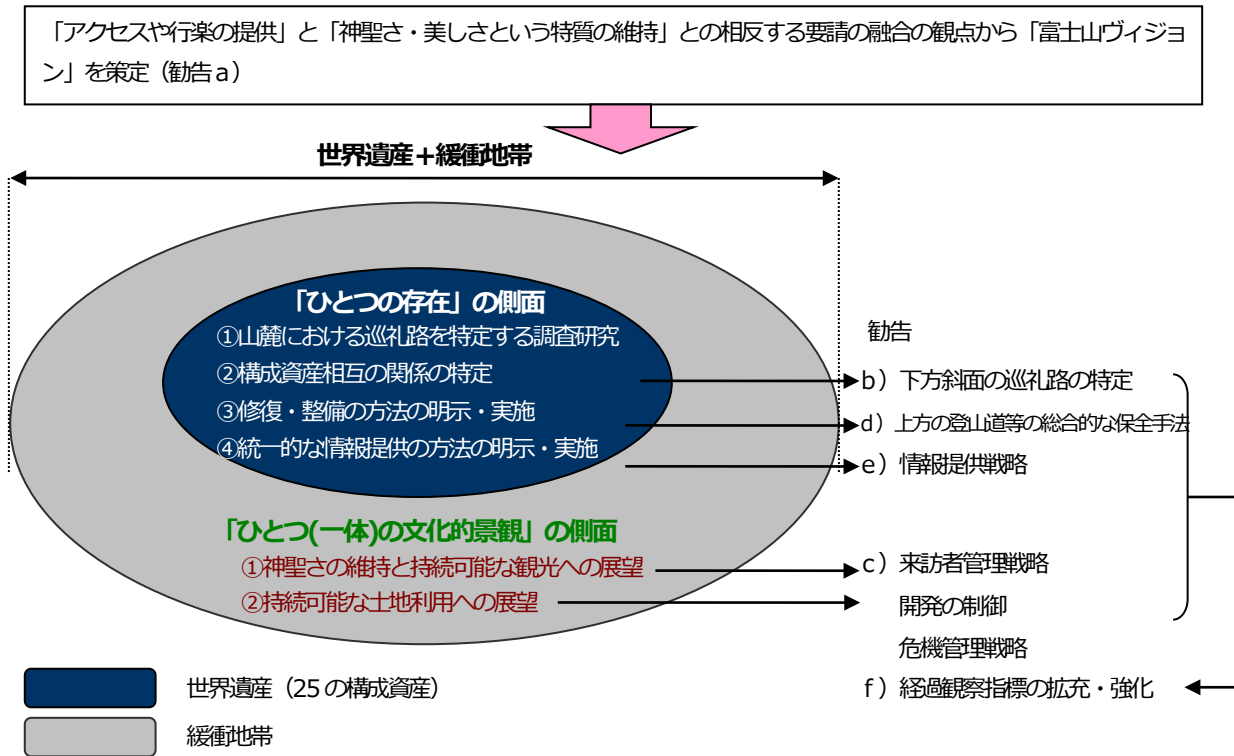 「アクセスや行楽の提供」と「神聖さ・美しさという特質の維持」との相反する要請の融合の観点から「富士山ヴィジョ
ン」を策定（勧告a）
世界遺産＋緩衝地帯
「ひとつの存在」の側面
①山麓における巡礼路を特定する調査研究
②構成資産相互の関係の特定
③修復・整備の方法の明示・実施
④統一的な情報提供の方法の明示・実施
「ひとつ(一体)の文化的景観」の側面
①神聖さの維持と持続可能な観光への展望
②持続可能な土地利用への展望
勧告
b）下方斜面の巡礼路の特定
d）上方の登山道等の総合的な保全手法
e）情報提供戦略
c）来訪者管理戦略
開発の制御
危機管理戦略
f）経過観察指標の拡充・強化
世界遺産（25の構成資産）
緩衝地帯